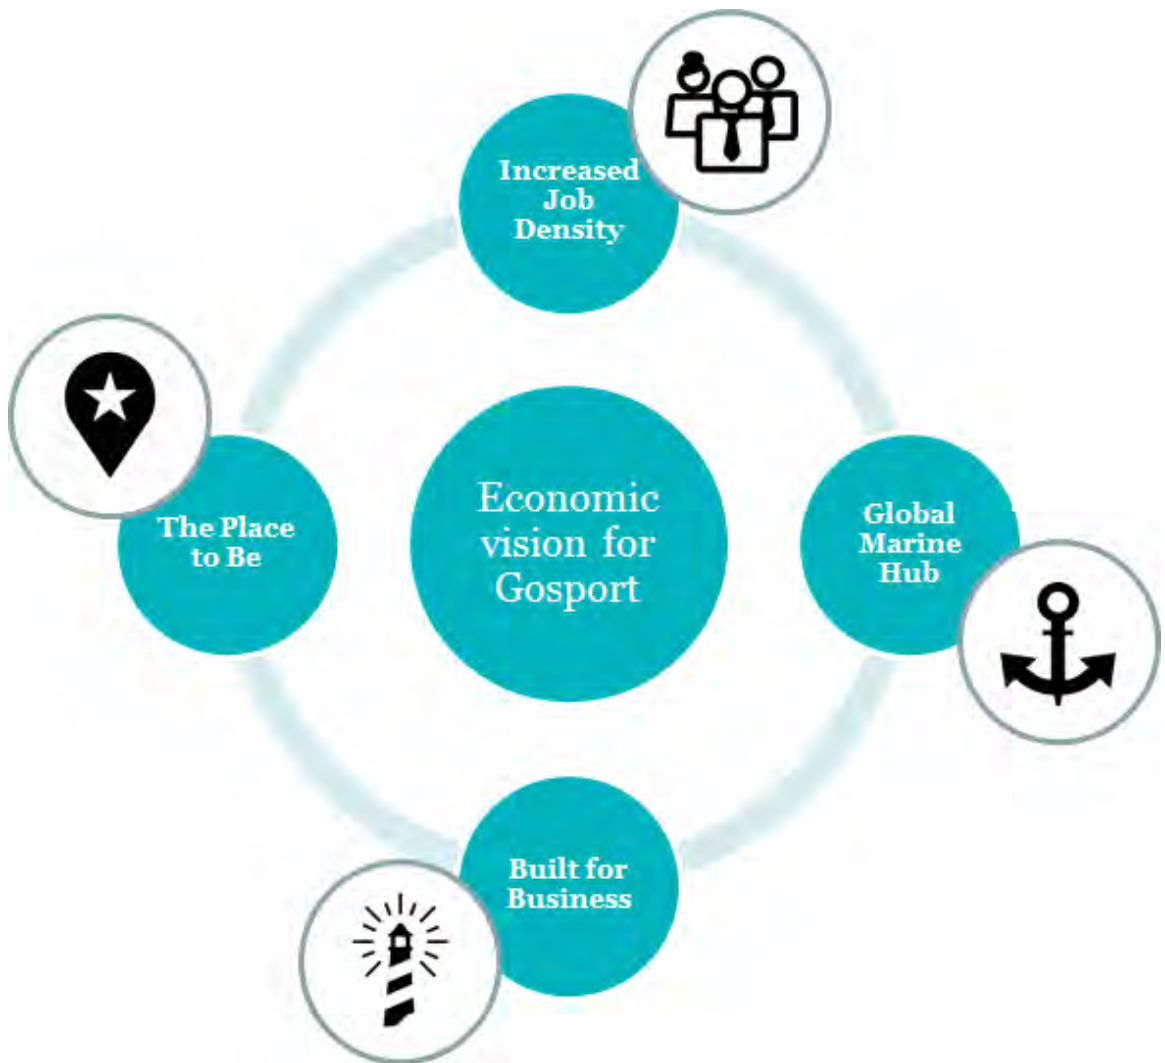 Increased
Job
Density
The Place
to Be
Economic
vision for
Gosport
Global
Marine
Hub
Built for
Business